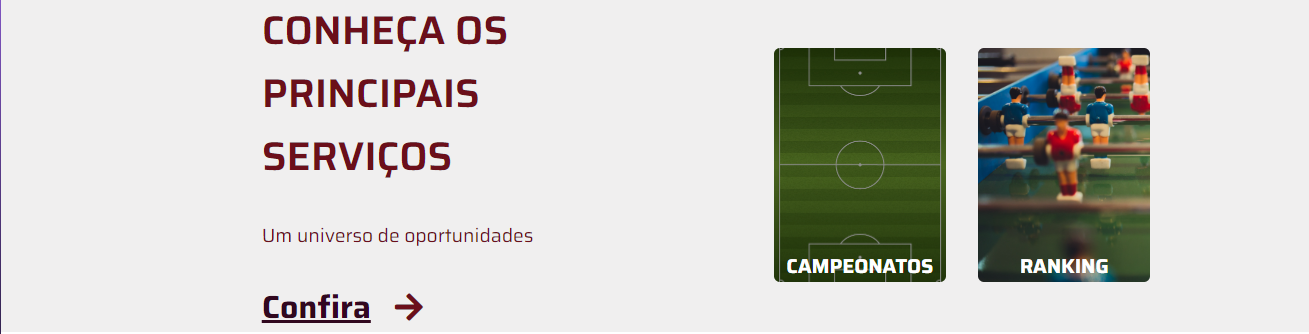 CONHEÇA OS
PRINCIPAIS
SERVIÇOS
Um universo de oportunidades
Confira
CAMPEONATOS
RANKING